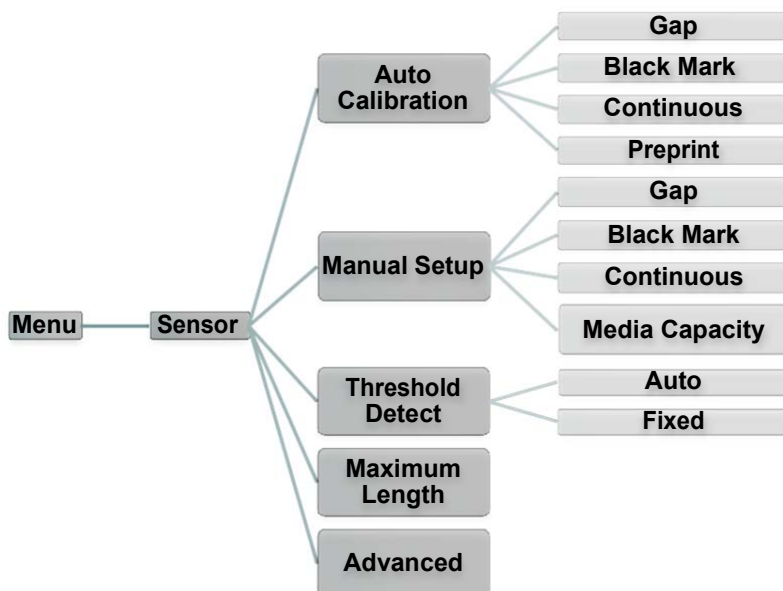 Menu
Sensor
Auto
Calibration
Gap
Black Mark
Continuous
Preprint
Manual Setup
Gap
Black Mark
Continuous
Media Capacity
Threshold
Detect
Auto
Fixed
Maximum
Length
Advanced